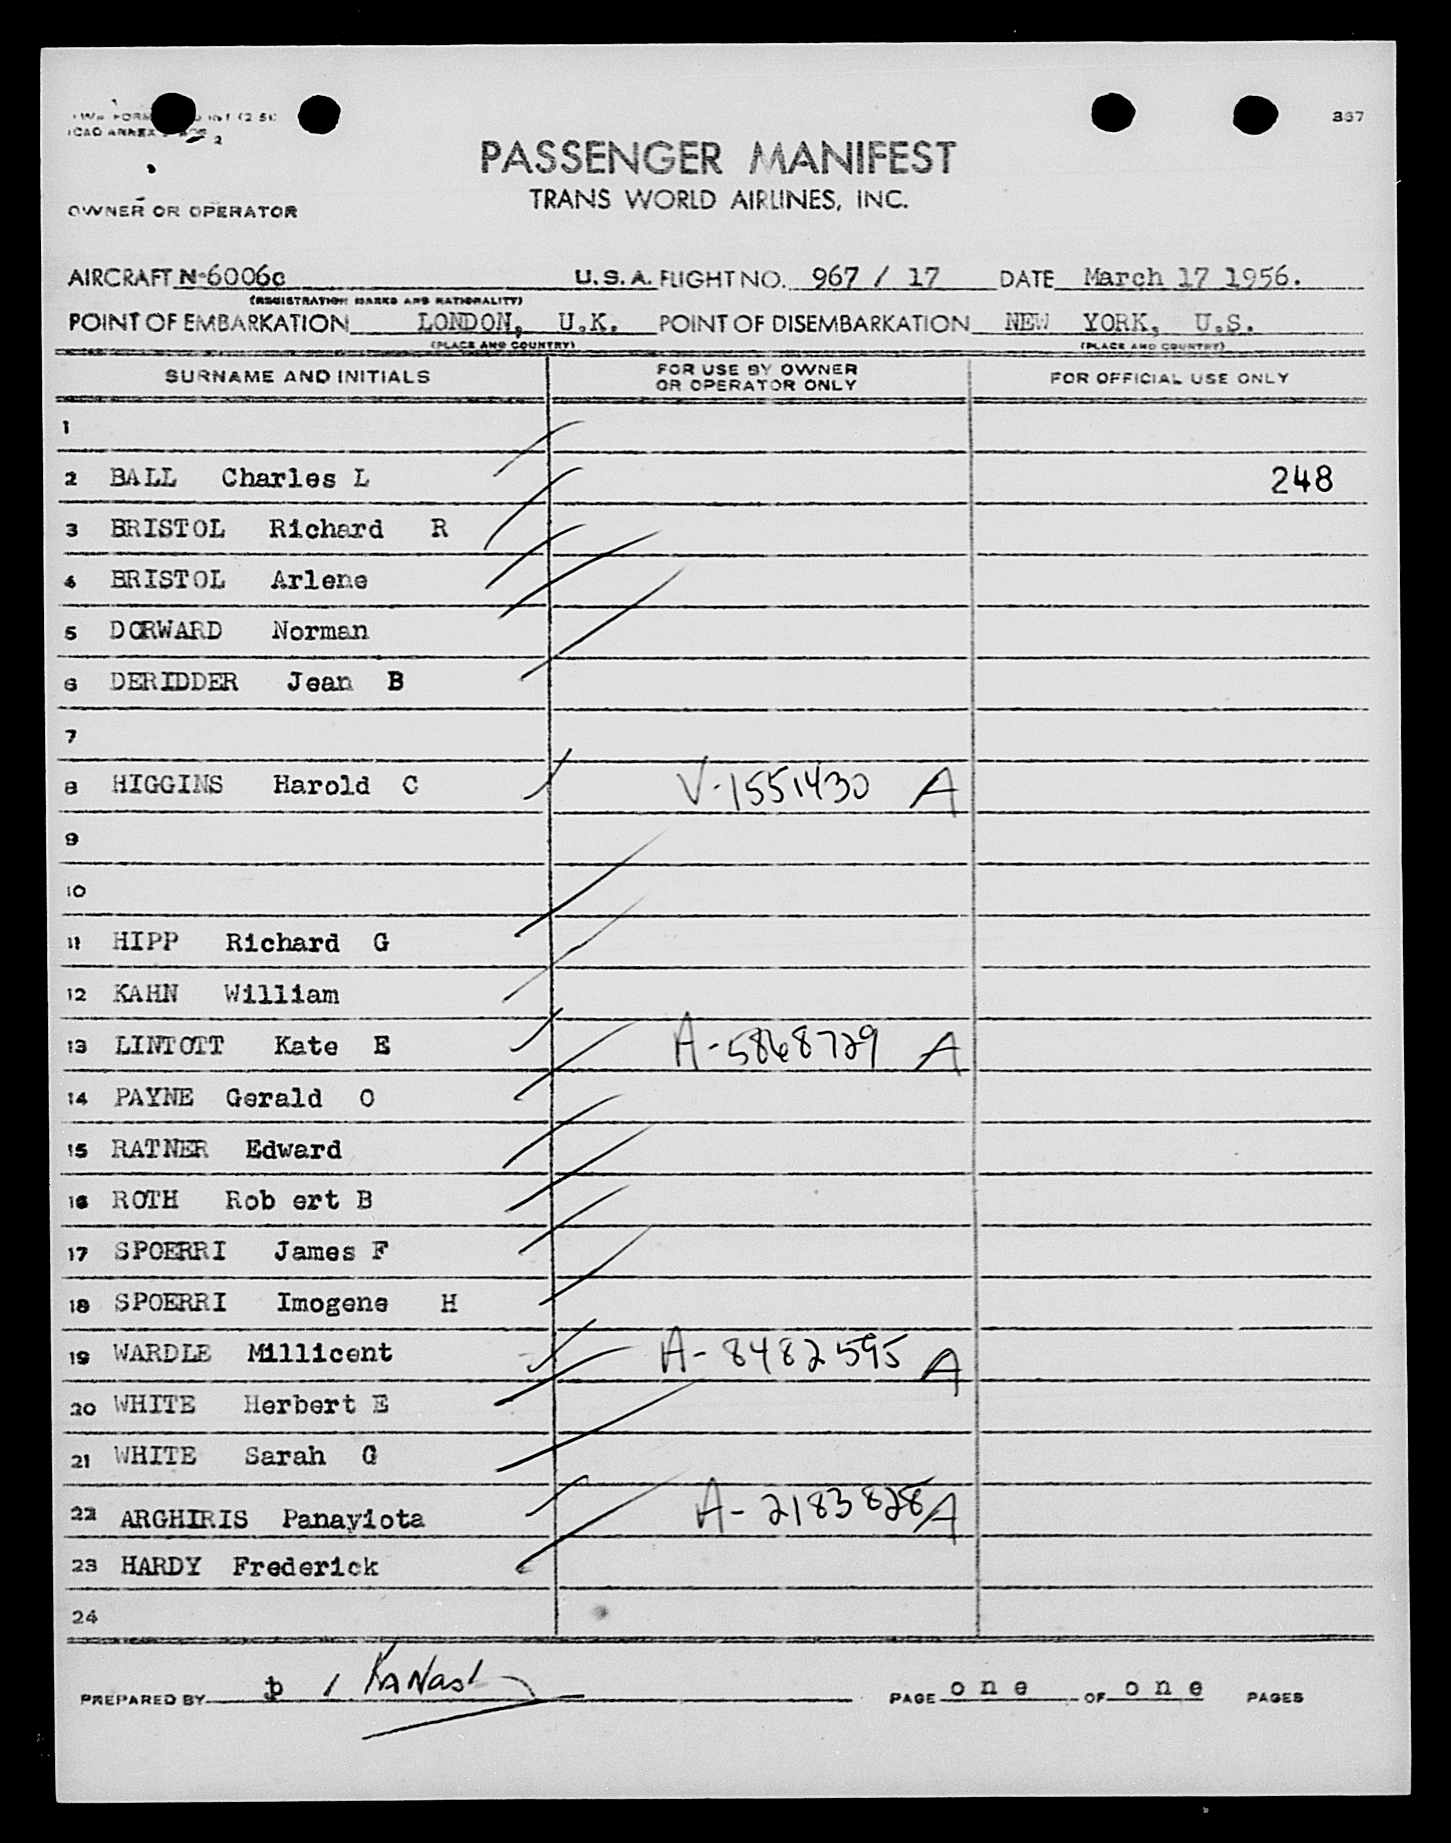 367
ICAO ANNEX
2
PASSENGER MANIFEST
TRANS WORLD AIRLINES, INC.
OWNER OR OPERATOR
AIRCRAFT N-6006c U.S.A. FLIGHT NO. 967 / 17 DATE March 17 1956.
(REGISTRATION MARKS AND NATIONALITY)
POINT OF EMBARKATION LONDON, U.K. POINT OF DISEMBARKATION NEW YORK, U.S.
(PLACE AND COUNTRY) (PLACE AND COUNTRY)
SURNAME AND INITIALS FOR USE BY OWNER OR OPERATOR ONLY FOR OFFICIAL USE ONLY
1
2 BALL Charles L 248
3 BRISTOL Richard R
4 BRISTOL Arlene
5 DORWARD Norman
6 DERIDDER Jean B
7
8 HIGGINS Harold C V-1551430 A
9
10
11 HIPP Richard G
12 KAHN William
13 LINTOTT Kate E A-5868729 A
14 PAYNE Gerald O
15 RATNER Edward
16 ROTH Rob ert B
17 SPOERRI James F
18 SPOERRI Imogene H
19 WARDLE Millicent A-8482595 A
20 WHITE Herbert E
21 WHITE Sarah G
22 ARGHIRIS Panayiota A-2183828 A
23 HARDY Frederick
24
PREPARED BY PAGE one OF one PAGES